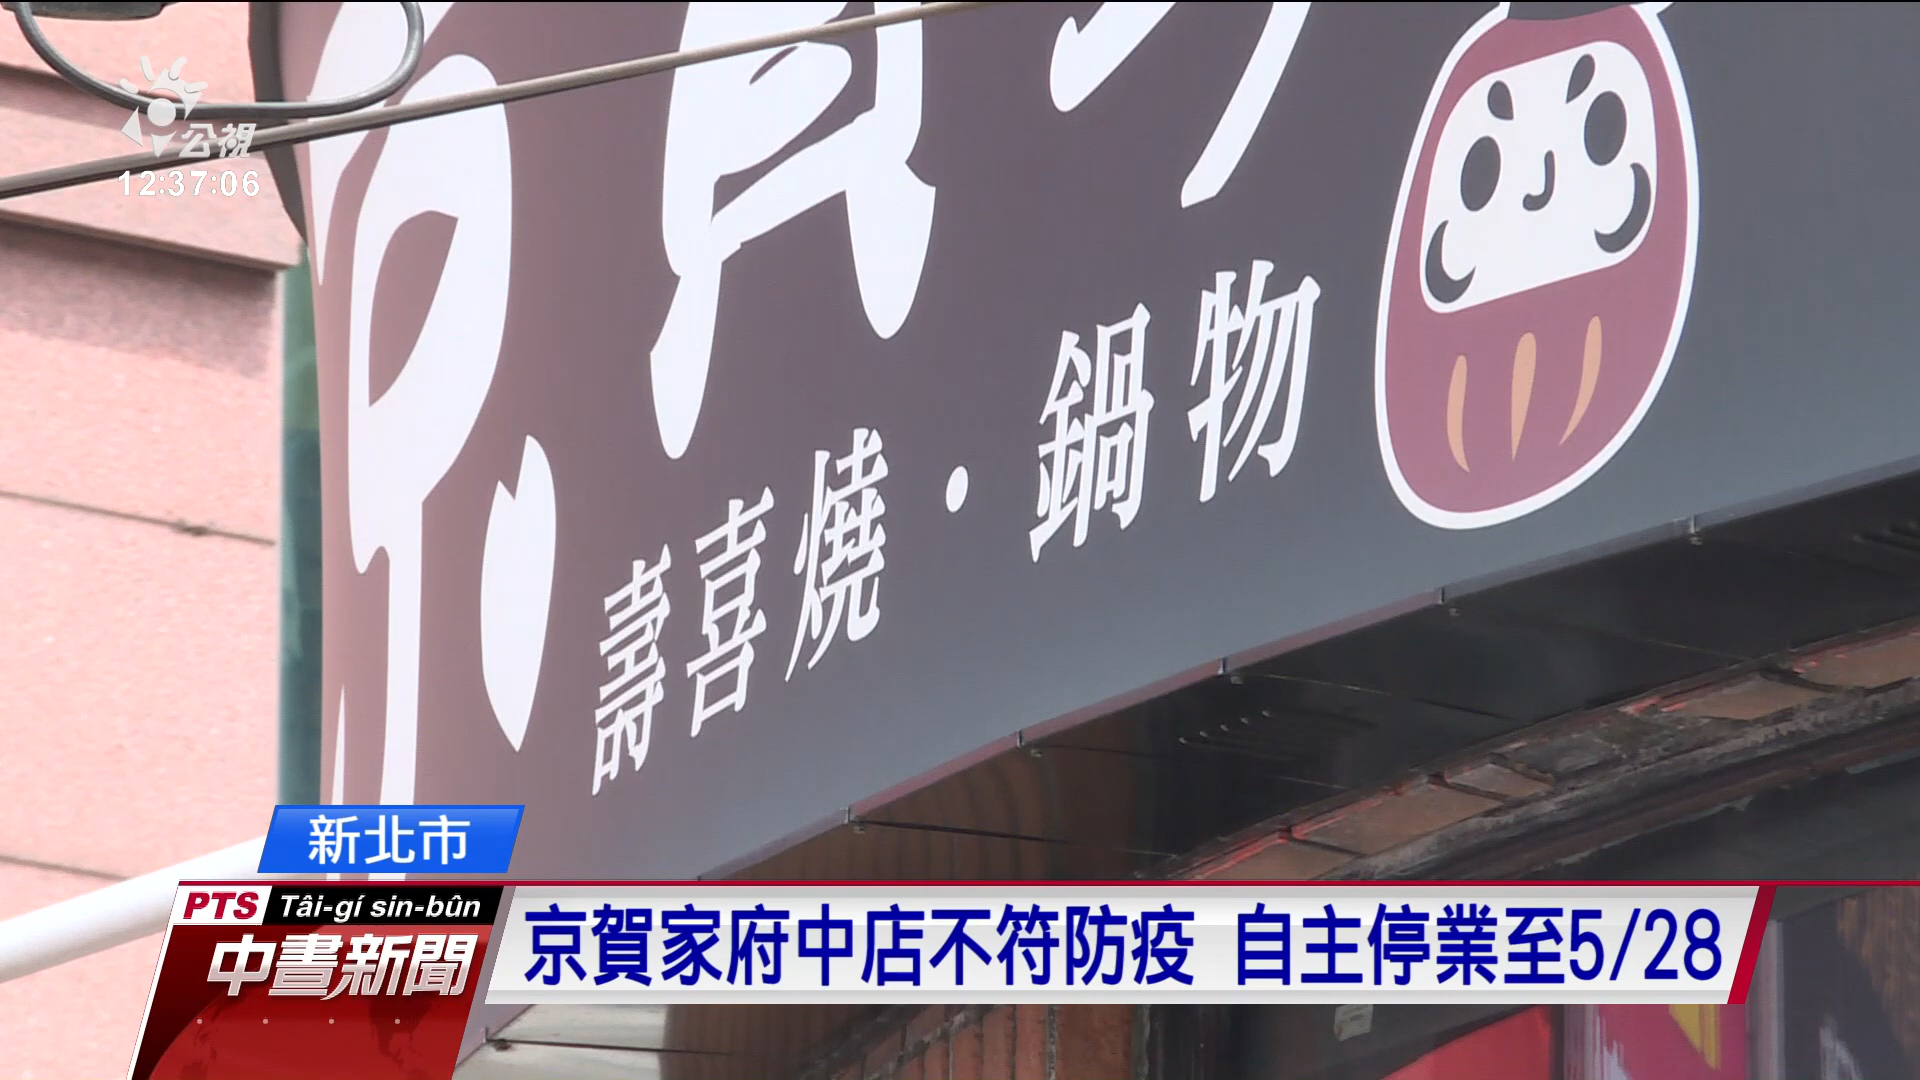 公視
12:37:06
京賀
壽喜燒・鍋物
新北市
PTS Tâi-gí sin-bûn
中晝新聞
京賀家府中店不符防疫 自主停業至5/28